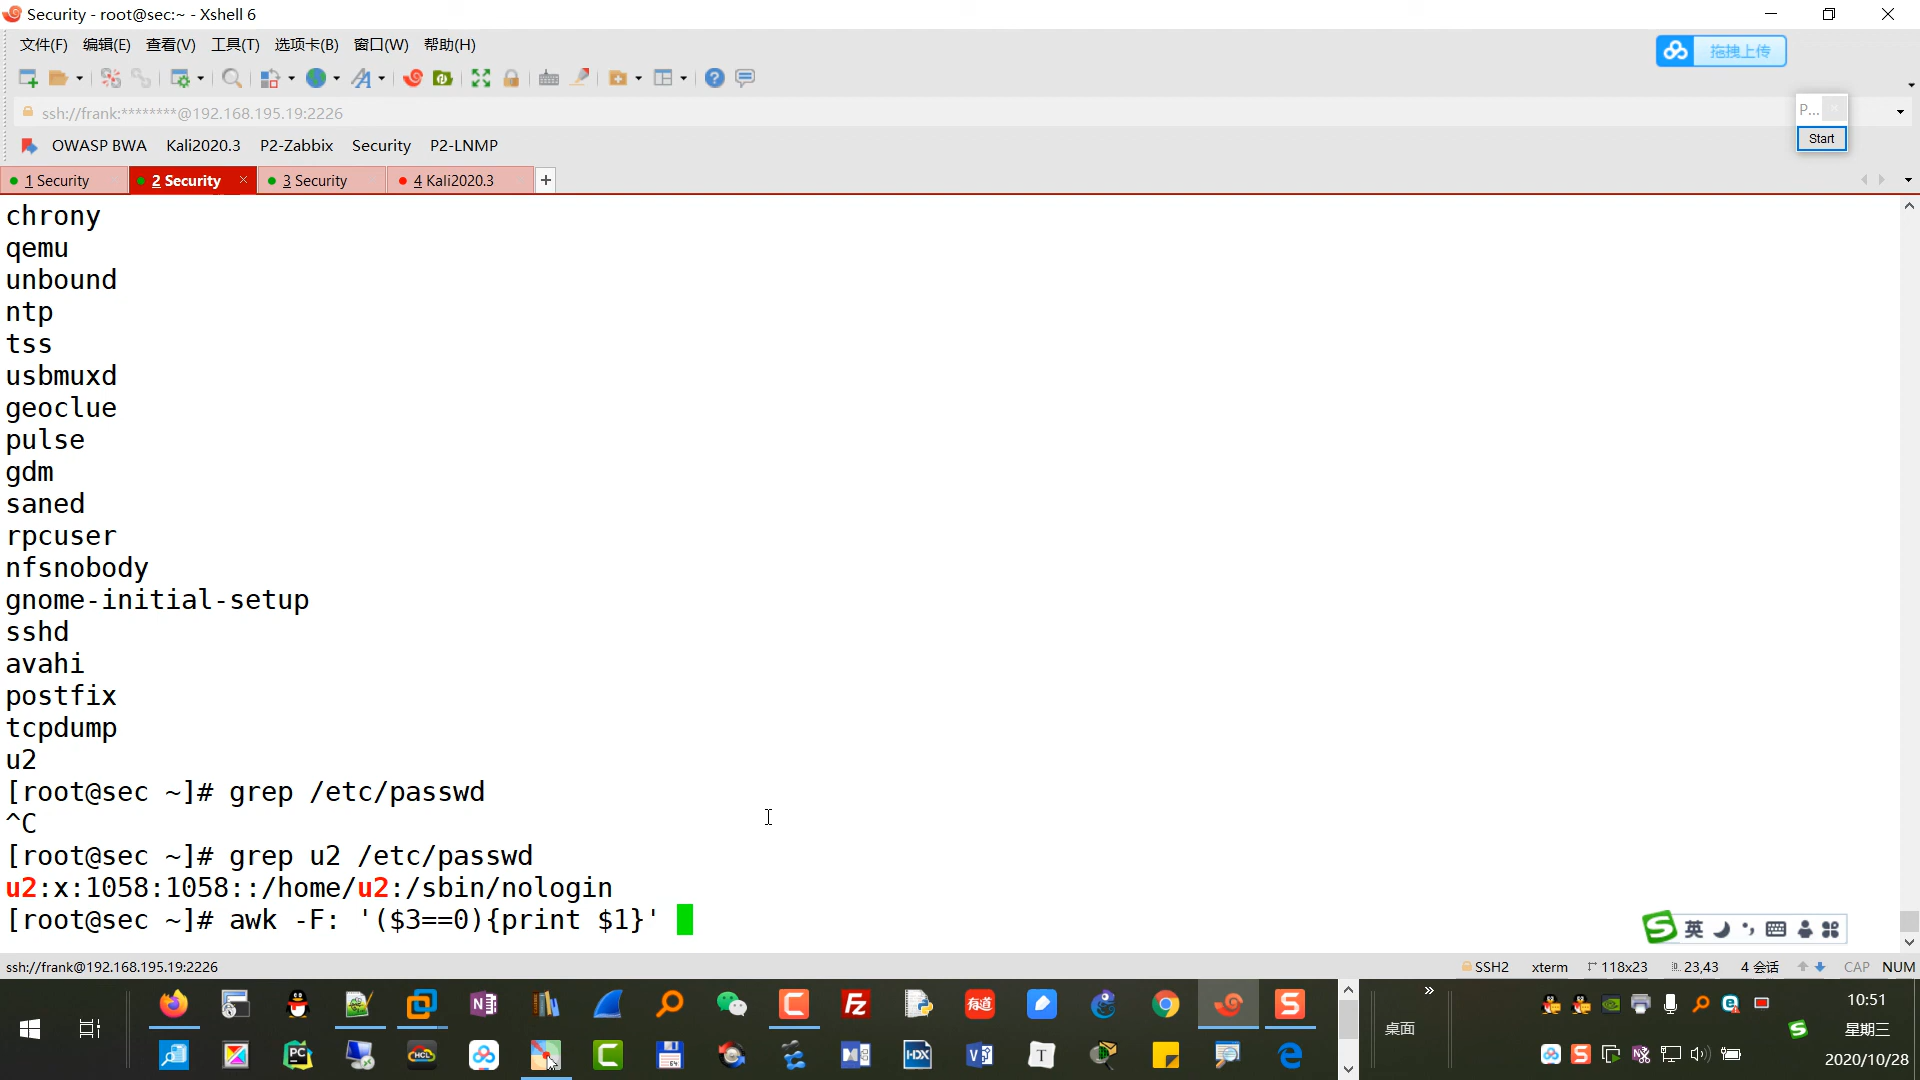 Security - root@sec:~ - Xshell 6
文件(F) 编辑(E) 查看(V) 工具(T) 选项卡(B) 窗口(W) 帮助(H)
拖拽上传
ssh://frank:********@192.168.195.19:2226
P...
Start
OWASP BWA Kali2020.3 P2-Zabbix Security P2-LNMP
1 Security 2 Security 3 Security 4 Kali2020.3
chrony
qemu
unbound
ntp
tss
usbmuxd
geoclue
pulse
gdm
saned
rpcuser
nfsnobody
gnome-initial-setup
sshd
avahi
postfix
tcpdump
u2
[root@sec ~]# grep /etc/passwd
^C
[root@sec ~]# grep u2 /etc/passwd
u2:x:1058:1058::/home/u2:/sbin/nologin
[root@sec ~]# awk -F: '($3==0){print $1}'
英
ssh://frank@192.168.195.19:2226 SSH2 xterm 118x23 23,43 4 会话 CAP NUM
桌面
10:51
星期三
2020/10/28